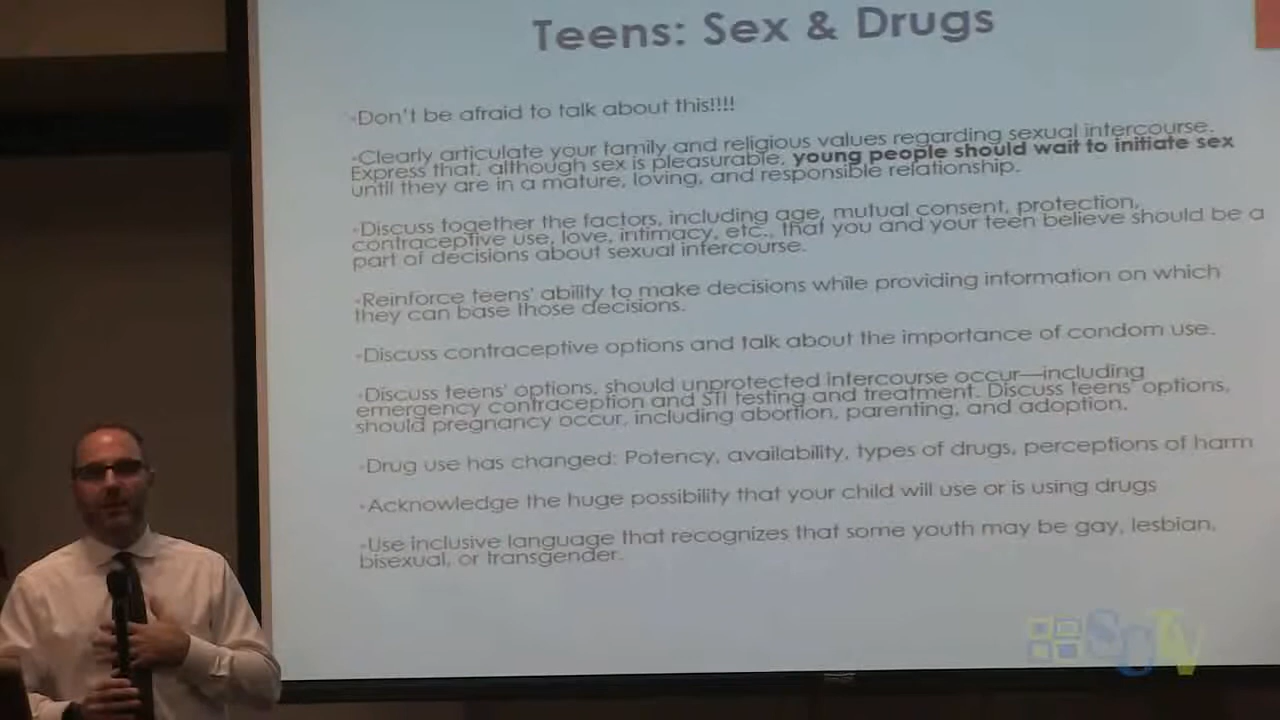 Teens: Sex & Drugs
-Don't be afraid to talk about this!!!!
-Clearly articulate your family and religious values regarding sexual intercourse.
Express that, although sex is pleasurable, young people should wait to initiate sex
until they are in a mature, loving, and responsible relationship.
-Discuss together the factors, including age, mutual consent, protection,
contraceptive use, love, intimacy, etc., that you and your teen believe should be a
part of decisions about sexual intercourse.
-Reinforce teens' ability to make decisions while providing information on which
they can base those decisions.
-Discuss contraceptive options and talk about the importance of condom use.
-Discuss teens' options, should unprotected intercourse occur—including
emergency contraception and STI testing and treatment. Discuss teens' options,
should pregnancy occur, including abortion, parenting, and adoption.
-Drug use has changed: Potency, availability, types of drugs, perceptions of harm
-Acknowledge the huge possibility that your child will use or is using drugs
-Use inclusive language that recognizes that some youth may be gay, lesbian,
bisexual, or transgender.
SCTV